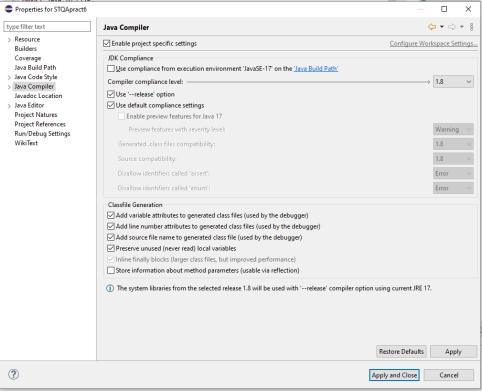 Properties for STQApract6
type filter text
Resource
Builders
Coverage
Java Build Path
Java Code Style
Java Compiler
Javadoc Location
Java Editor
Project Natures
Project References
Run/Debug Settings
WikiText
Java Compiler
Enable project specific settings
Configure Workspace Settings...
JDK Compliance
Use compliance from execution environment 'JavaSE-17' on the 'Java Build Path'
Compiler compliance level:
1.8
Use '--release' option
Use default compliance settings
Enable preview features for Java 17
Preview features with severity level:
Warning
Generated .class files compatibility:
1.8
Source compatibility:
1.8
Disallow identifiers called 'assert':
Error
Disallow identifiers called 'enum':
Error
Classfile Generation
Add variable attributes to generated class files (used by the debugger)
Add line number attributes to generated class files (used by the debugger)
Add source file name to generated class file (used by the debugger)
Preserve unused (never read) local variables
Inline finally blocks (larger class files, but improved performance)
Store information about method parameters (usable via reflection)
The system libraries from the selected release 1.8 will be used with '--release' compiler option using current JRE 17.
Restore Defaults
Apply
Apply and Close
Cancel